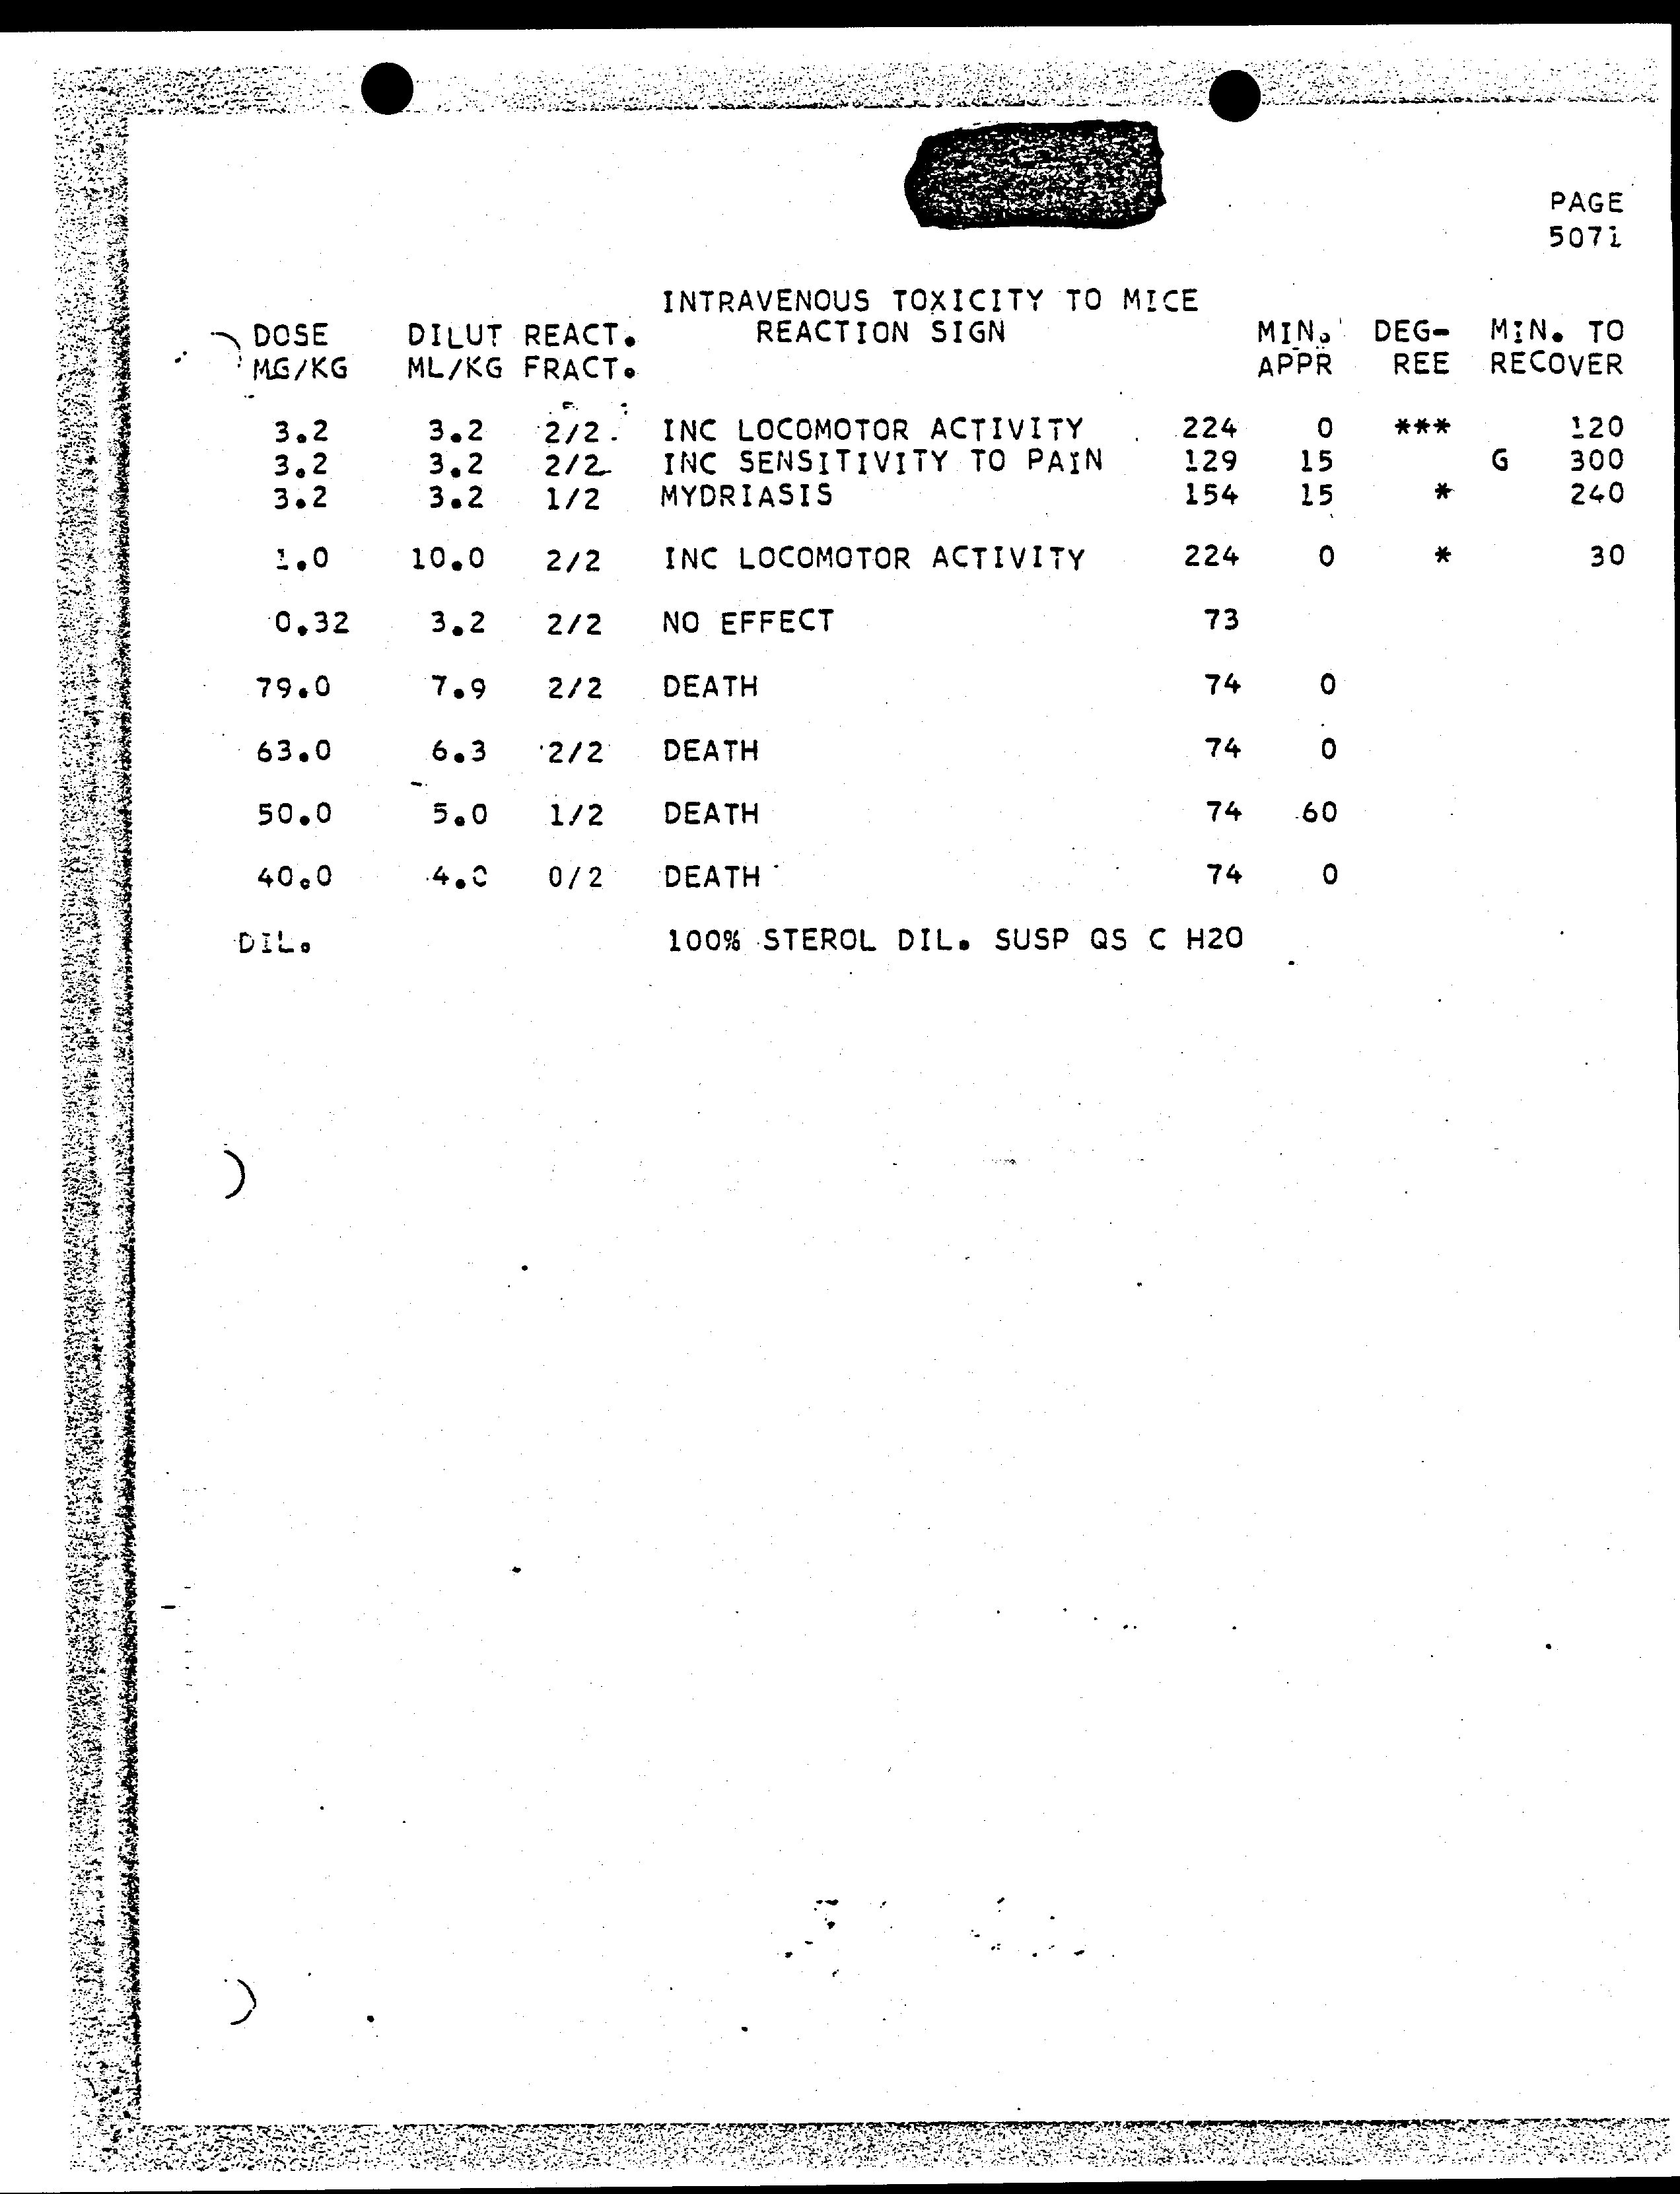 PAGE
5071
INTRAVENOUS TOXICITY TO MICE
DOSE DILUT REACT. REACTION SIGN MIN. DEG- MIN. TO
MG/KG ML/KG FRACT. APPR REE RECOVER
3.2 3.2 2/2 INC LOCOMOTOR ACTIVITY 224 0 *** 120
3.2 3.2 2/2 INC SENSITIVITY TO PAIN 129 15 G 300
3.2 3.2 1/2 MYDRIASIS 154 15 * 240
1.0 10.0 2/2 INC LOCOMOTOR ACTIVITY 224 0 * 30
0.32 3.2 2/2 NO EFFECT 73
79.0 7.9 2/2 DEATH 74 0
63.0 6.3 2/2 DEATH 74 0
50.0 5.0 1/2 DEATH 74 60
40.0 4.0 0/2 DEATH 74 0
DIL. 100% STEROL DIL. SUSP QS C H2O